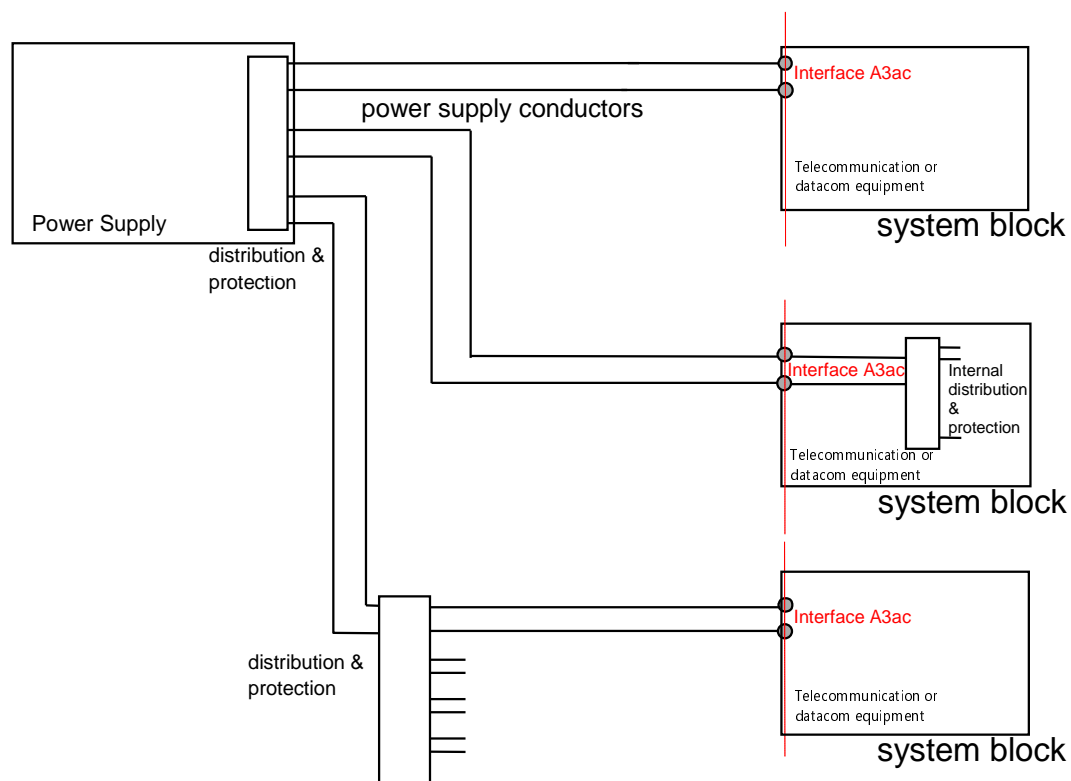 Interface A3ac
power supply conductors
Telecommunication or
datacom equipment
system block
Power Supply
distribution &
protection
Interface A3ac
Internal
distribution
&
protection
Telecommunication or
datacom equipment
system block
Interface A3ac
distribution &
protection
Telecommunication or
datacom equipment
system block